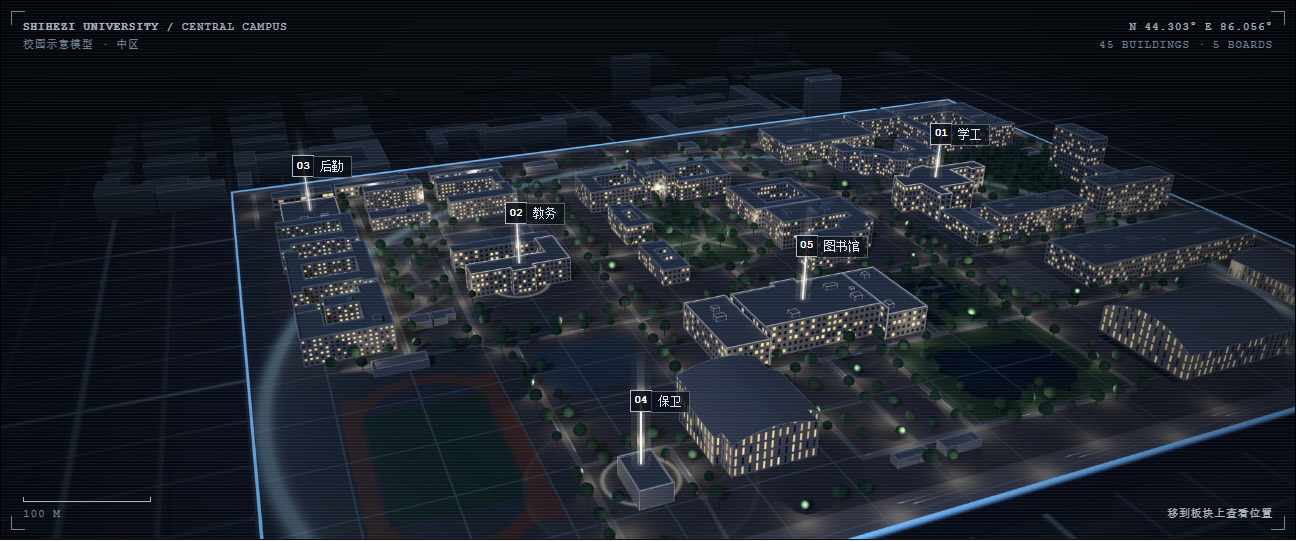 SHIHEZI UNIVERSITY / CENTRAL CAMPUS
校园示意模型 · 中区
N 44.303° E 86.056°
45 BUILDINGS · 5 BOARDS
01 学工
03 后勤
02 教务
05 图书馆
04 保卫
100 M
移到板块上查看位置